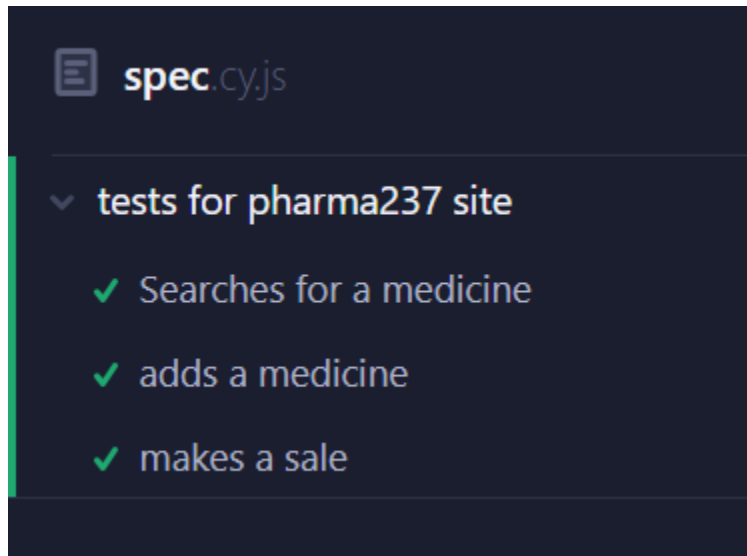 spec.cy.js
tests for pharma237 site
Searches for a medicine
adds a medicine
makes a sale